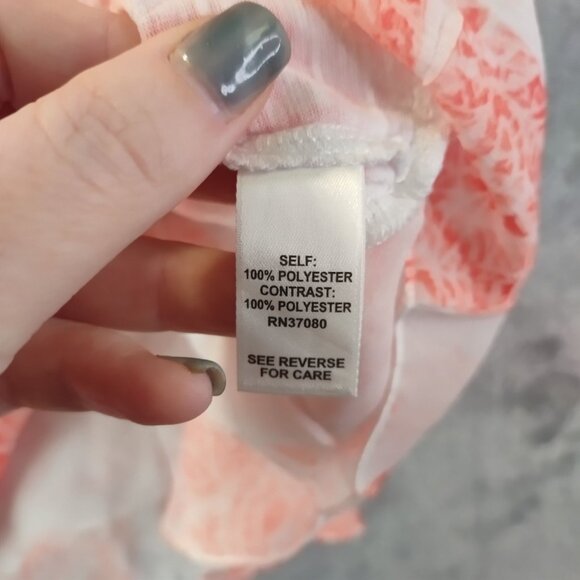 SELF:
100% POLYESTER
CONTRAST:
100% POLYESTER
RN37080
SEE REVERSE
FOR CARE